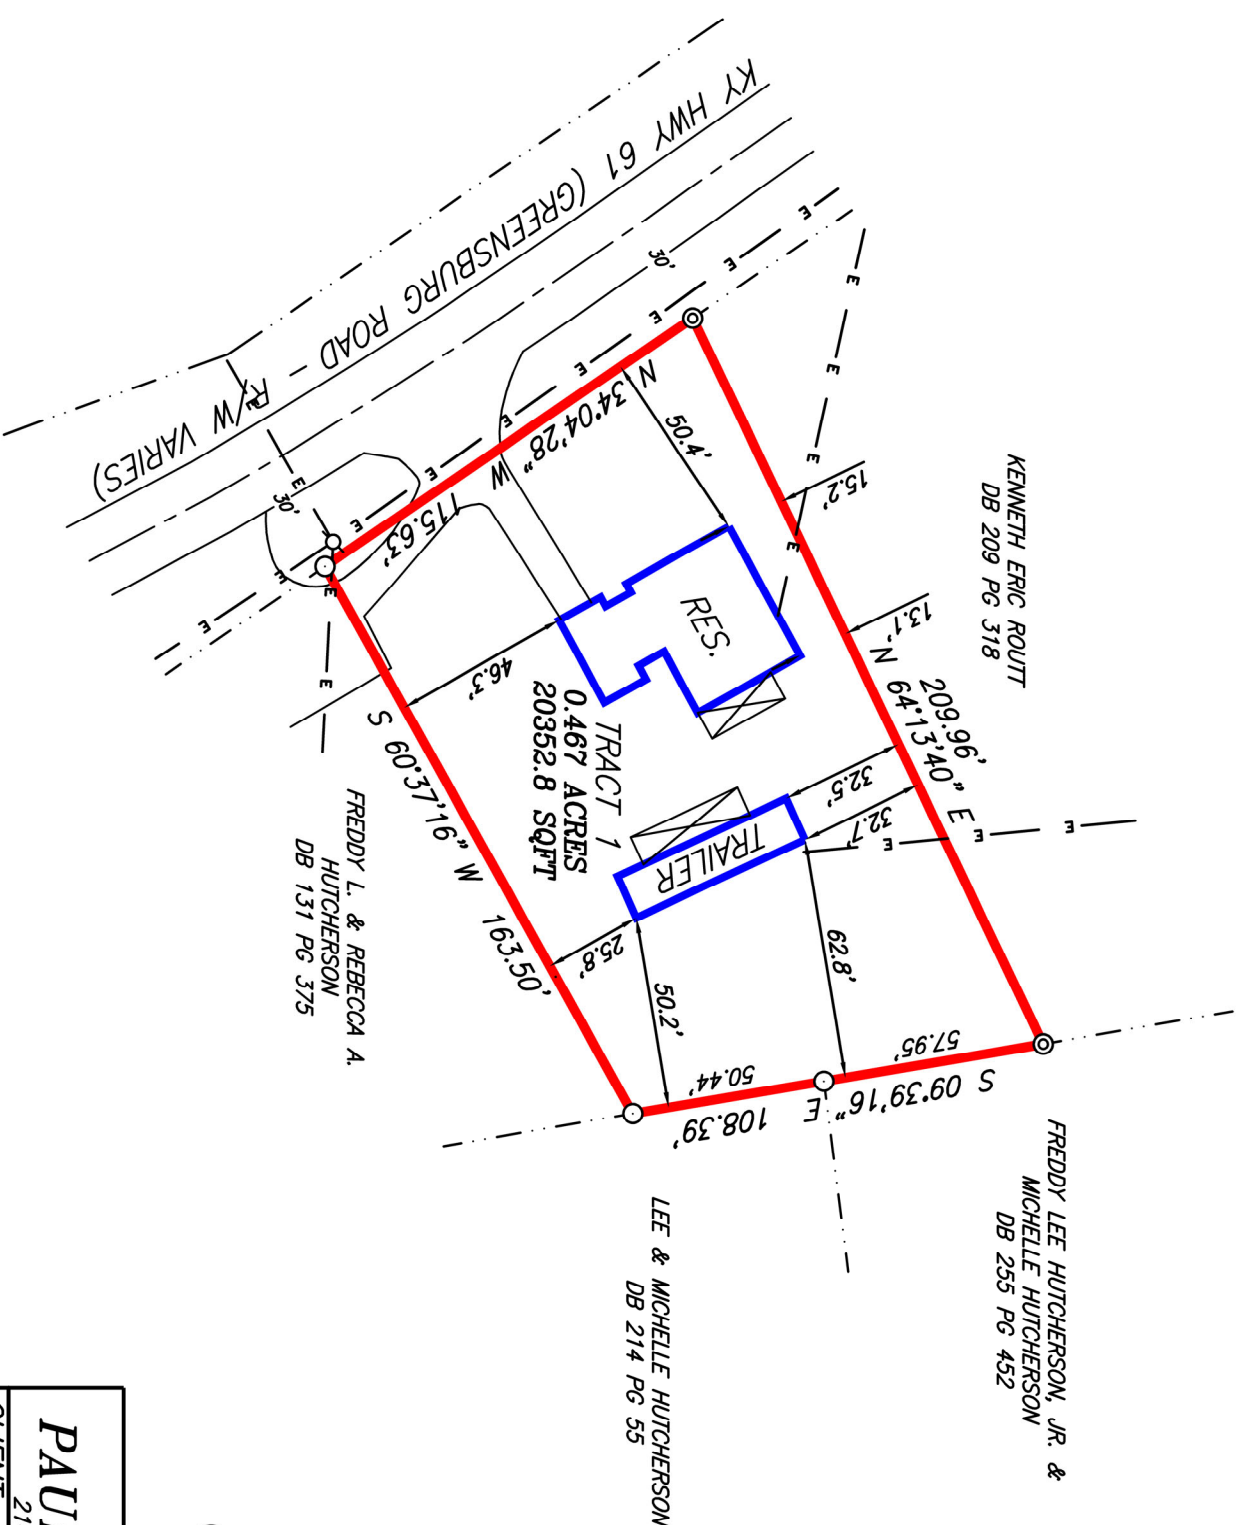 KY HWY 61 (GREENSBURG ROAD - R/W VARIES)
30'
30'
N 34°04'28" W
115.63'
50.4'
15.2'
13.1'
KENNETH ERIC ROUTT
DB 209 PG 318
209.96'
N 64°13'40" E
RES.
46.3'
TRACT 1
0.467 ACRES
20352.8 SQFT
S 60°37'16" W 163.50'
32.5'
32.7'
TRAILER
25.8'
50.2'
62.8'
57.95'
50.44'
S 09°39'16" E 108.39'
FREDDY L. & REBECCA A.
HUTCHERSON
DB 131 PG 375
FREDDY LEE HUTCHERSON, JR. &
MICHELLE HUTCHERSON
DB 255 PG 452
LEE & MICHELLE HUTCHERSON
DB 214 PG 55
E E E E E E E E E
E E E E E
E E E
E E E